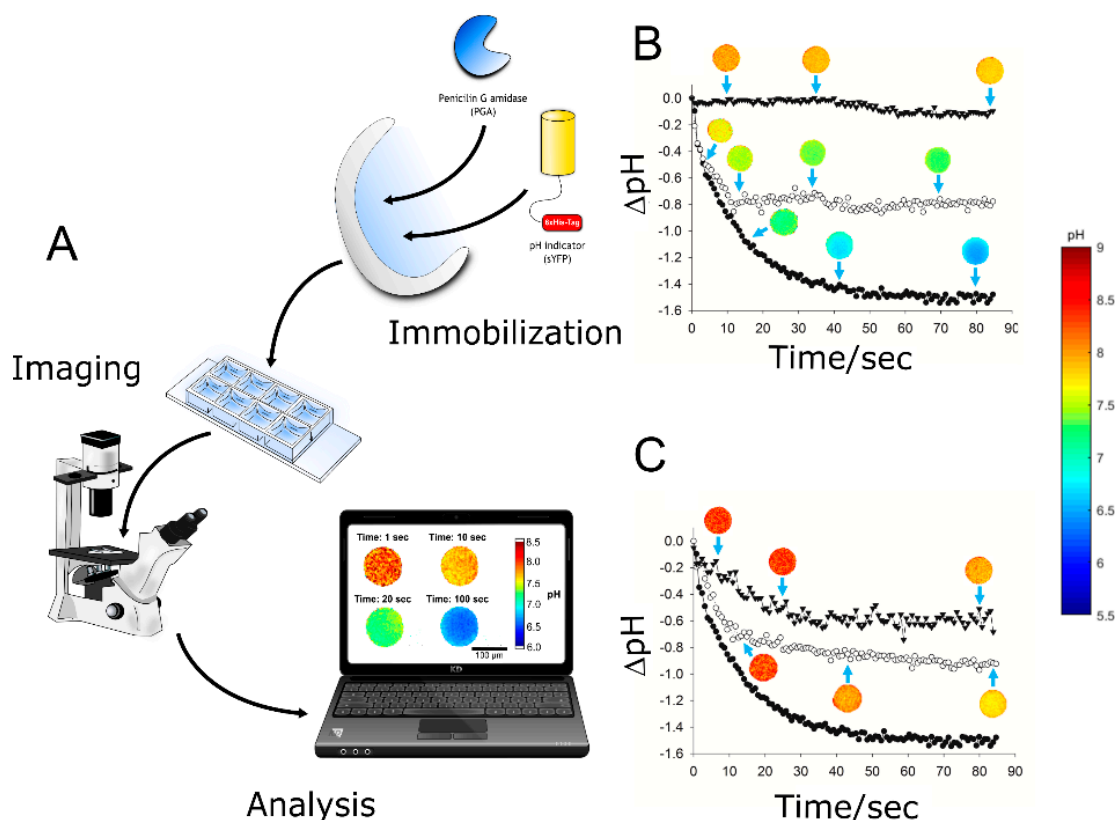 A
Penicilin G amidase
(PGA)
6xHis-Tag
pH indicator
(sYFP)
Immobilization
Imaging
Time: 1 sec
Time: 10 sec
Time: 20 sec
Time: 100 sec
100 µm
8.5
8.0
7.5
7.0
6.5
6.0
pH
Analysis
B
0.0
-0.2
-0.4
-0.6
-0.8
-1.0
-1.2
-1.4
-1.6
ΔpH
0 10 20 30 40 50 60 70 80 90
Time/sec
C
0.0
-0.2
-0.4
-0.6
-0.8
-1.0
-1.2
-1.4
-1.6
ΔpH
0 10 20 30 40 50 60 70 80 90
Time/sec
pH
9
8.5
8
7.5
7
6.5
6
5.5